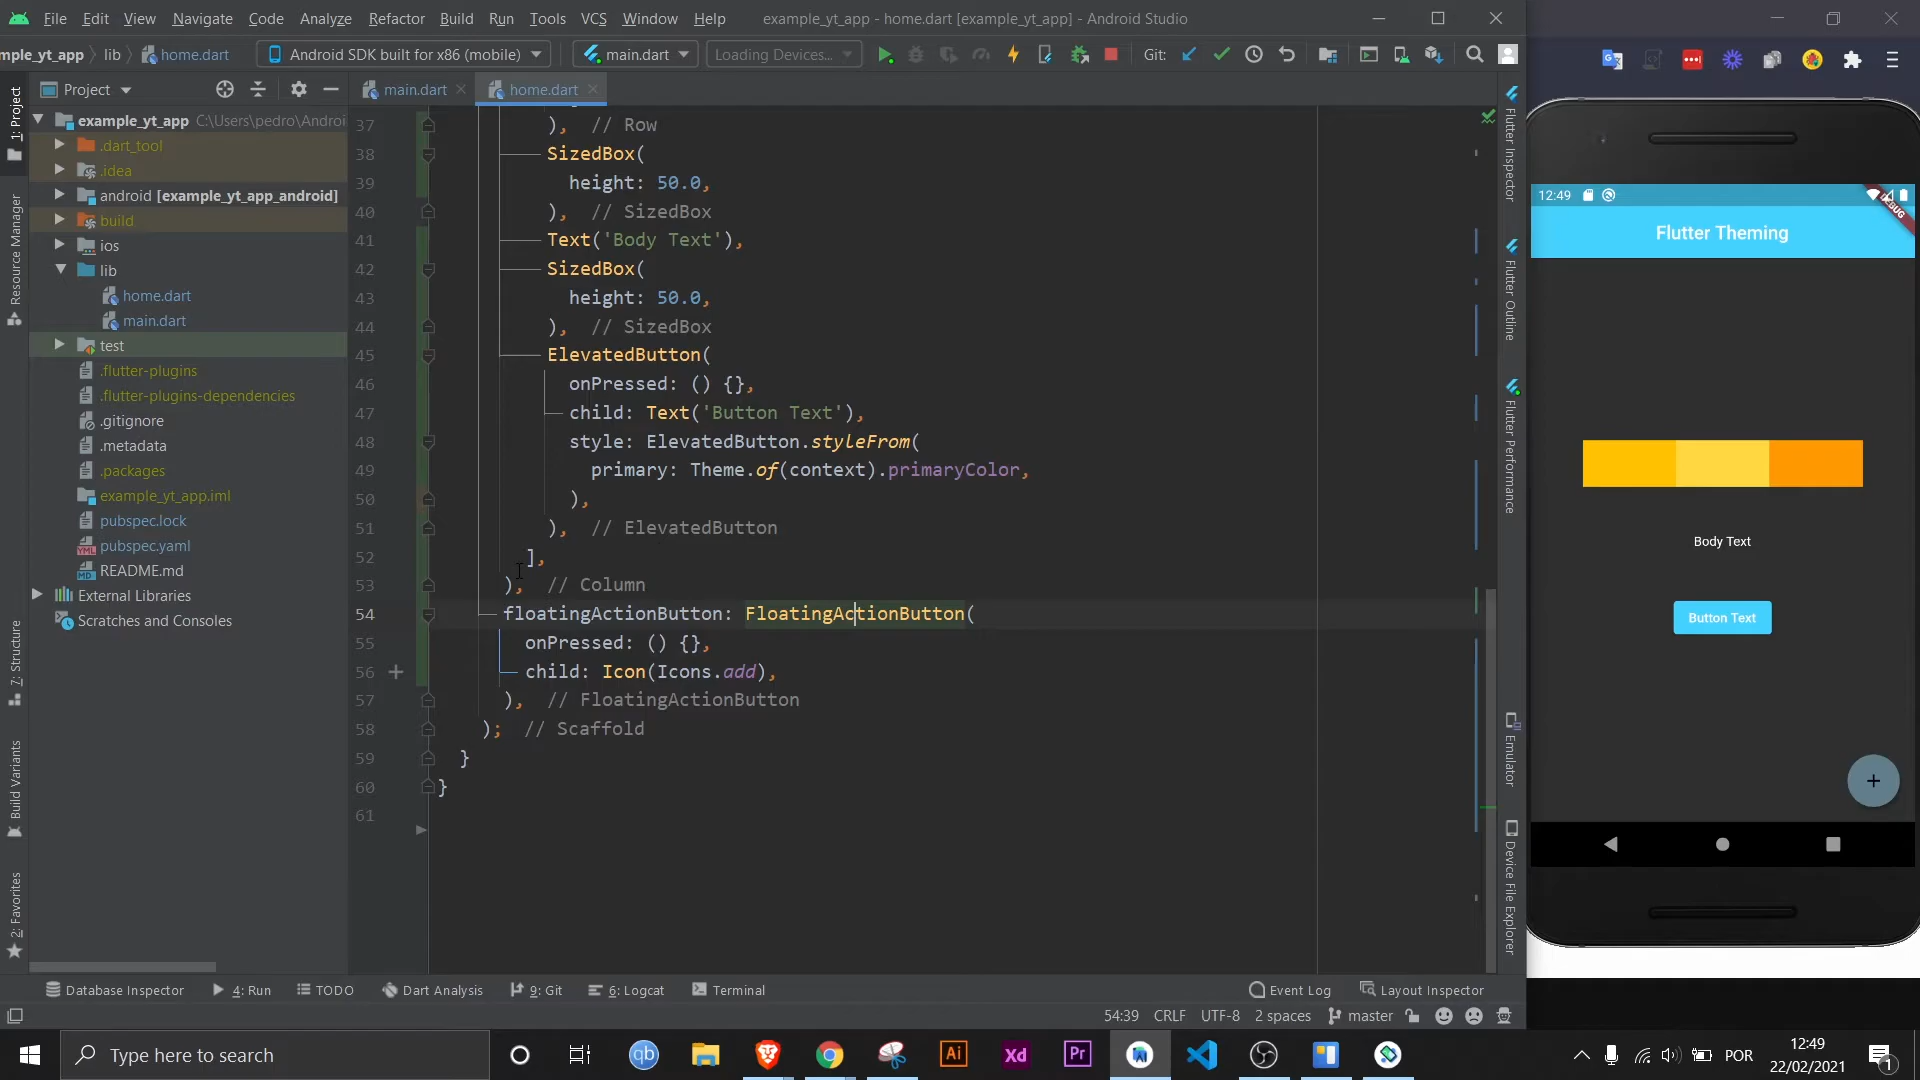 File Edit View Navigate Code Analyze Refactor Build Run Tools VCS Window Help example_yt_app - home.dart [example_yt_app] - Android Studio
mple_yt_app lib home.dart Android SDK built for x86 (mobile) main.dart Loading Devices... Git:
Project main.dart home.dart
example_yt_app C:\Users\pedro\Androi
.dart_tool
.idea
android [example_yt_app_android]
build
ios
lib
home.dart
main.dart
test
.flutter-plugins
.flutter-plugins-dependencies
.gitignore
.metadata
.packages
example_yt_app.iml
pubspec.lock
pubspec.yaml
README.md
External Libraries
Scratches and Consoles
1: Project
Resource Manager
7: Structure
Build Variants
2: Favorites
37 ), // Row
38 SizedBox(
39 height: 50.0,
40 ), // SizedBox
41 Text('Body Text'),
42 SizedBox(
43 height: 50.0,
44 ), // SizedBox
45 ElevatedButton(
46 onPressed: () {},
47 child: Text('Button Text'),
48 style: ElevatedButton.styleFrom(
49 primary: Theme.of(context).primaryColor,
50 ),
51 ), // ElevatedButton
52 ],
53 ), // Column
54 floatingActionButton: FloatingActionButton(
55 onPressed: () {},
56 child: Icon(Icons.add),
57 ), // FloatingActionButton
58 ); // Scaffold
59 }
60 }
61
Flutter Inspector
Flutter Outline
Flutter Performance
Emulator
Device File Explorer
12:49
DEBUG
Flutter Theming
Body Text
Button Text
Database Inspector 4: Run TODO Dart Analysis 9: Git 6: Logcat Terminal Event Log Layout Inspector
54:39 CRLF UTF-8 2 spaces master
Type here to search
qb
Ai
Xd
Pr
POR
12:49
22/02/2021
1